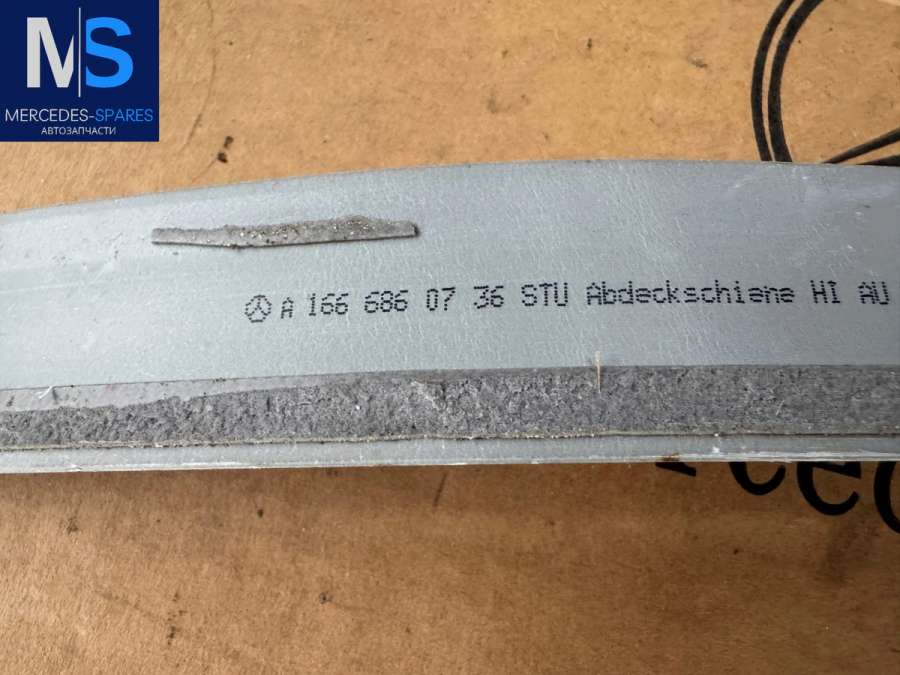 MS
MERCEDES-SPARES
АВТОЗАПЧАСТИ
A 166 686 07 36 STU Abdeckschiene HI AU